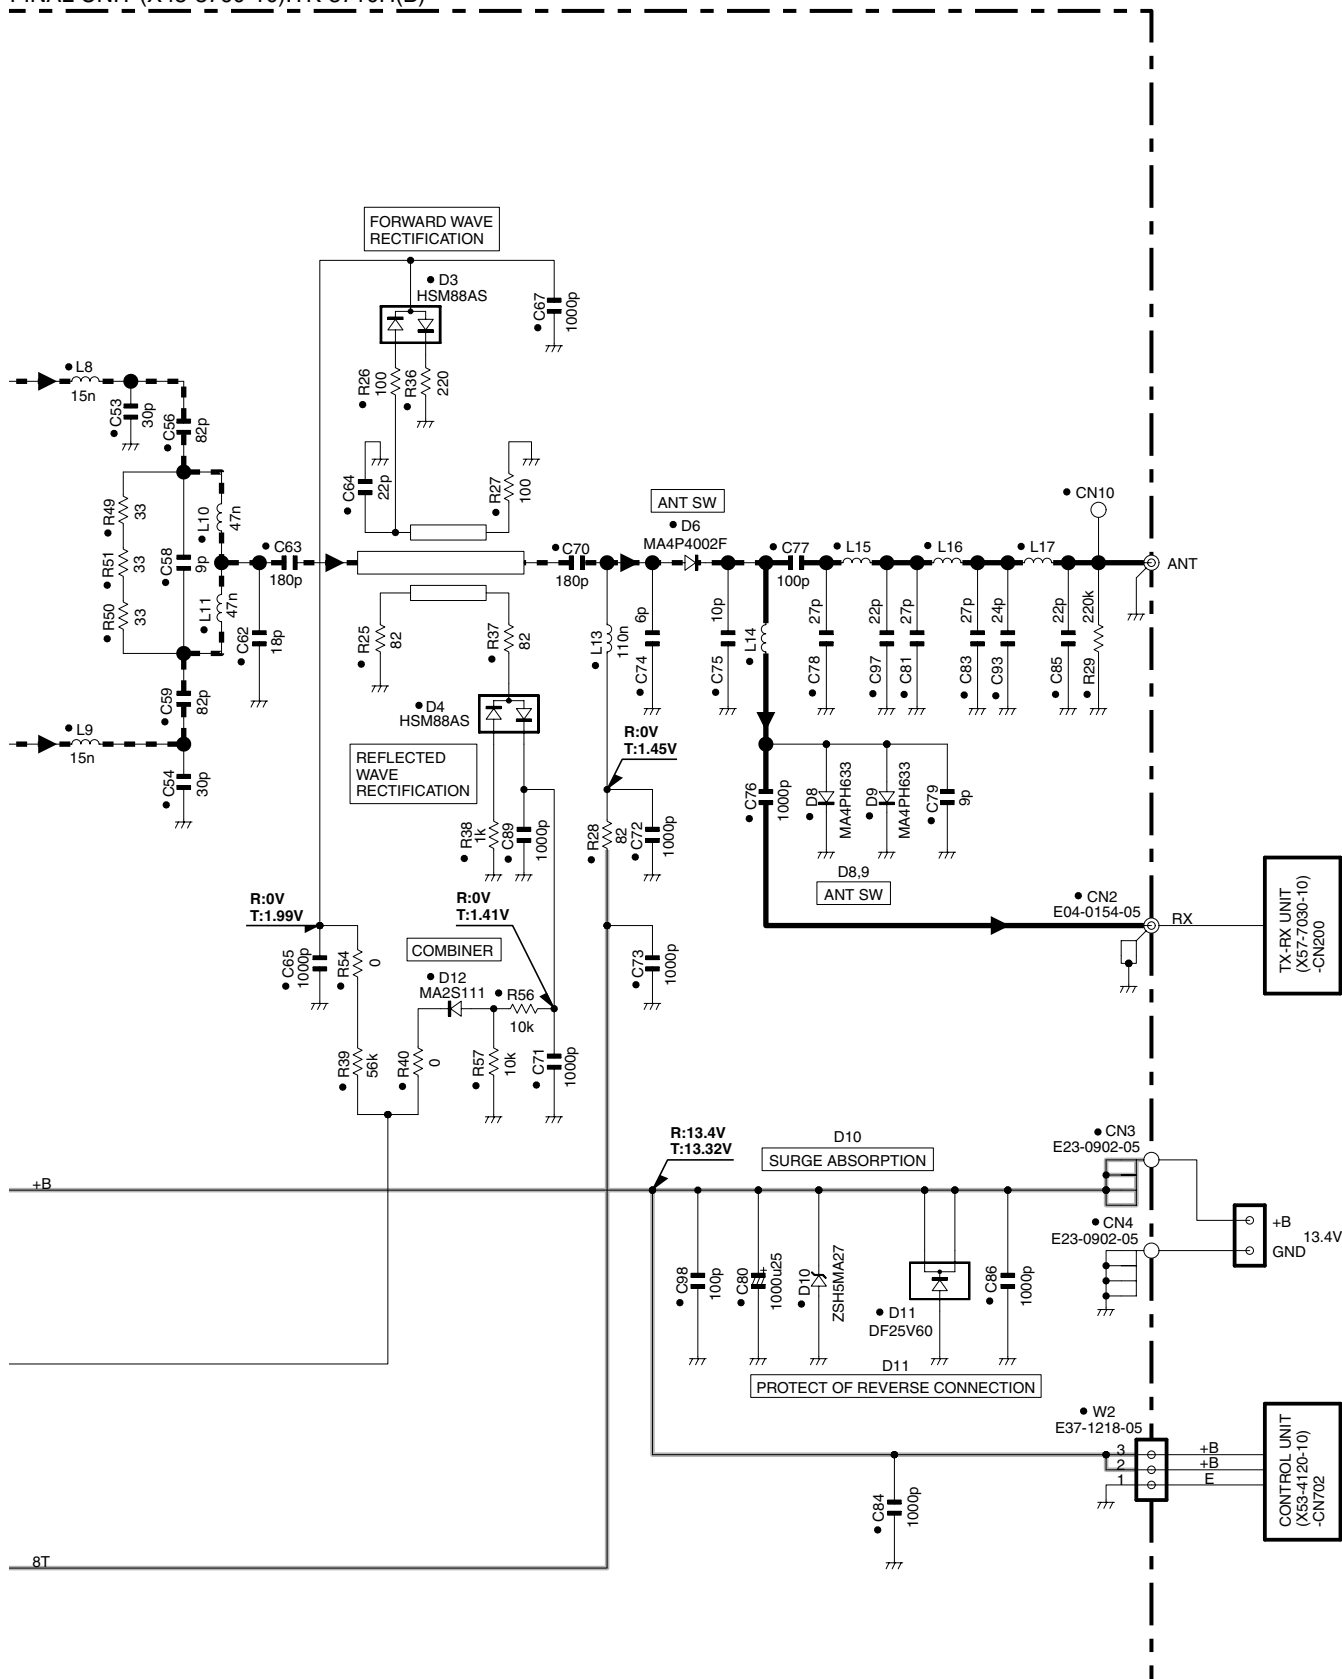 FORWARD WAVE
RECTIFICATION
D3
HSM88AS
C67
1000p
R26
100
R36
220
L8
15n
C53
30p
C56
82p
C64
22p
R27
100
ANT SW
D6
MA4P4002F
CN10
R49
33
R51
33
R50
33
C58
9p
L10
47n
L11
47n
C63
180p
C62
18p
C70
180p
C77
100p
L15
L16
L17
ANT
R25
82
R37
82
L13
110n
C74
6p
C75
10p
L14
C78
27p
C97
22p
C81
27p
C83
27p
C93
24p
C85
22p
R29
220k
C59
82p
L9
15n
C54
30p
D4
HSM88AS
REFLECTED
WAVE
RECTIFICATION
R:0V
T:1.45V
R38
1k
C89
1000p
R28
82
C72
1000p
C76
1000p
D8
MA4PH633
D9
MA4PH633
C79
9p
D8,9
ANT SW
R:0V
T:1.99V
R:0V
T:1.41V
CN2
E04-0154-05
RX
TX-RX UNIT
(X57-7030-10)
-CN200
C65
1000p
R54
0
COMBINER
D12
MA2S111
R56
10k
C73
1000p
R39
56k
R40
0
R57
10k
C71
1000p
R:13.4V
T:13.32V
D10
SURGE ABSORPTION
CN3
E23-0902-05
+B
CN4
E23-0902-05
+B
GND
13.4V
C98
100p
C80
1000u25
+
D10
ZSH5MA27
D11
DF25V60
C86
1000p
D11
PROTECT OF REVERSE CONNECTION
W2
E37-1218-05
3
+B
2
+B
1
E
CONTROL UNIT
(X53-4120-10)
-CN702
C84
1000p
8T